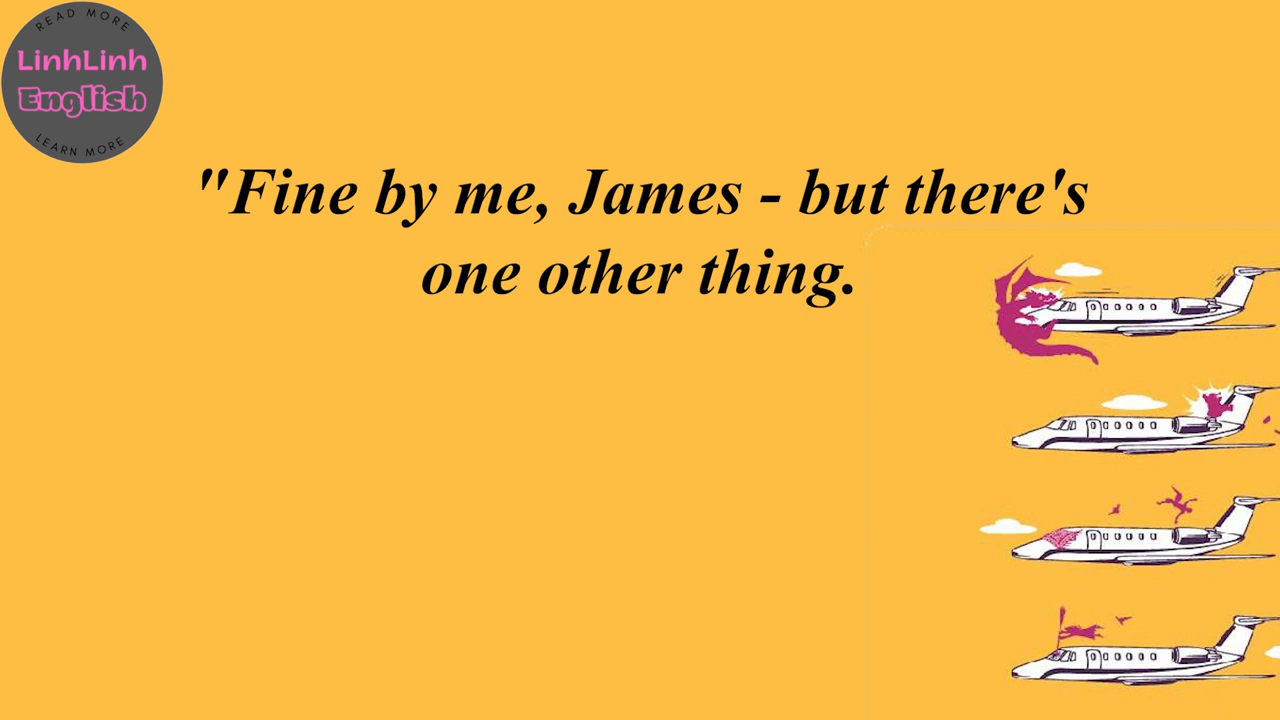 READ MORE
LinhLinh
English
LEARN MORE
"Fine by me, James - but there's
one other thing.